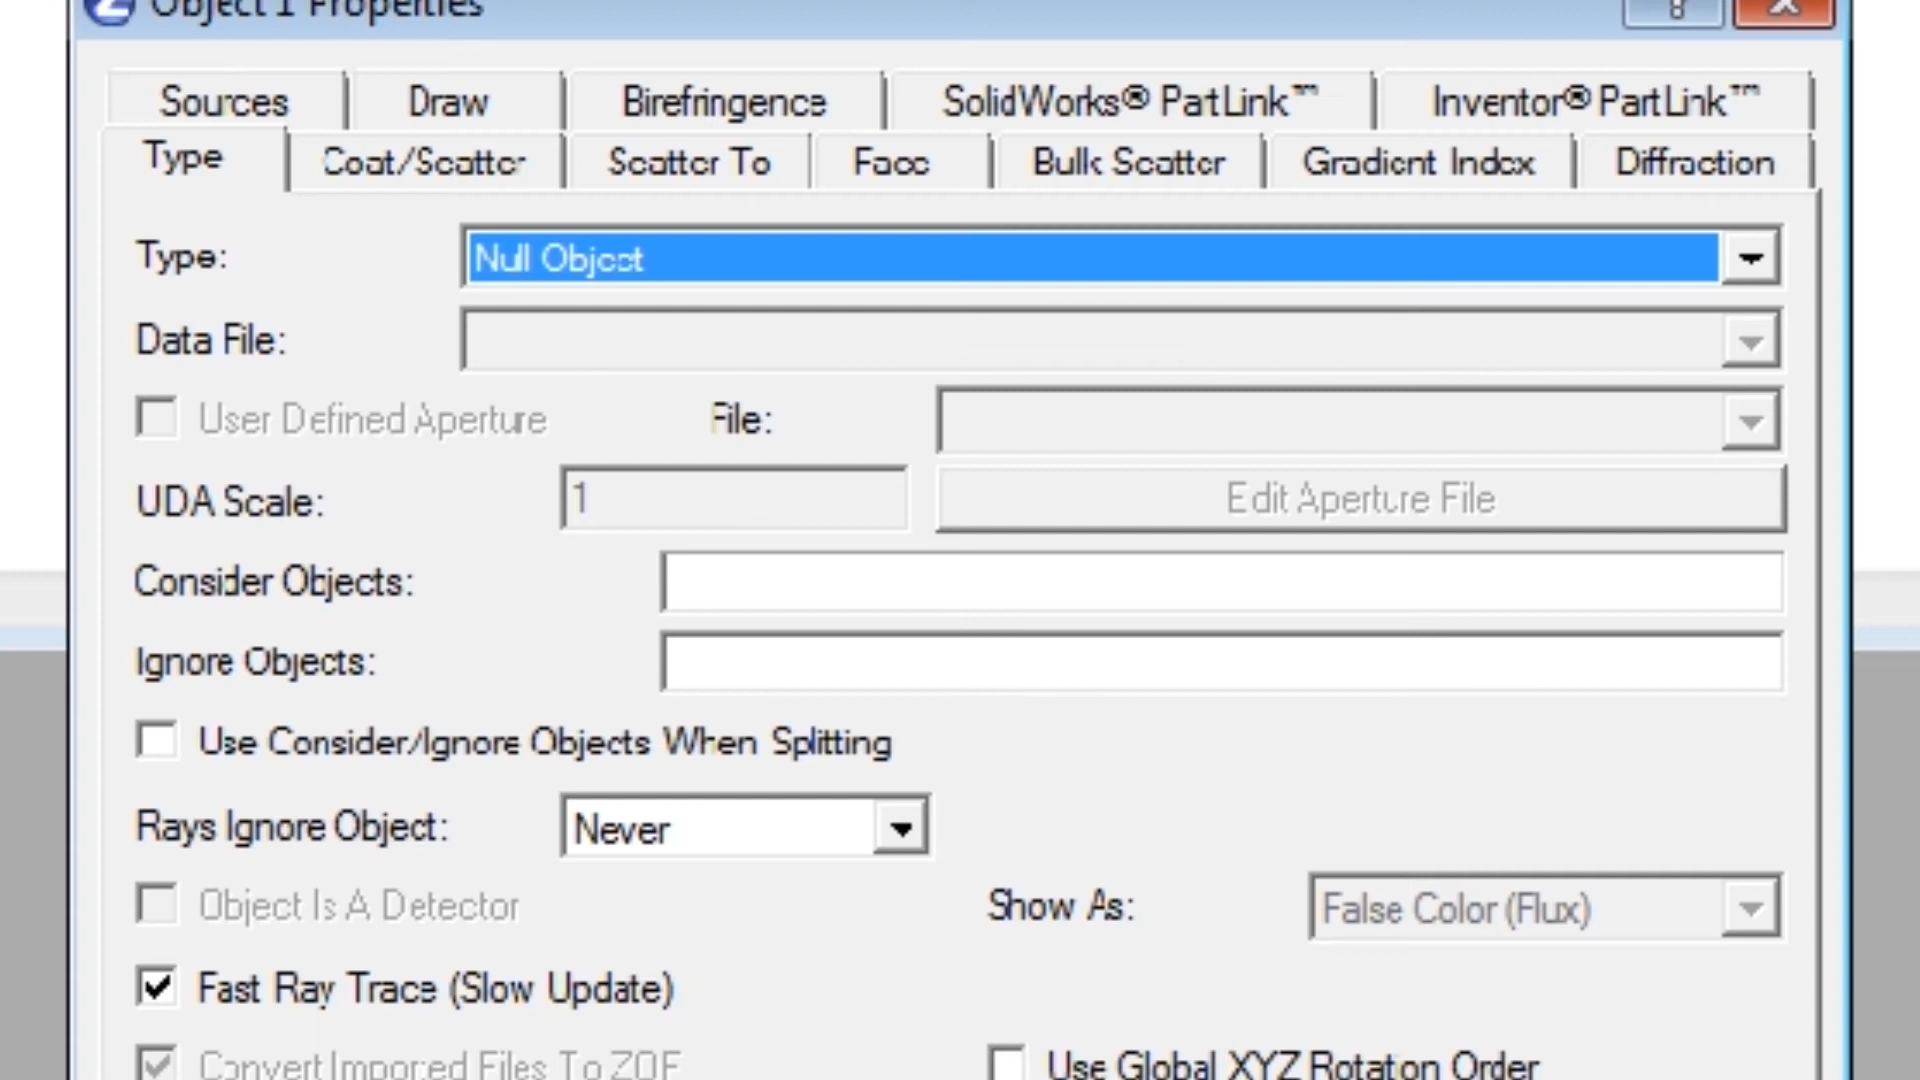 Object 1 Properties
Sources Draw Birefringence SolidWorks® PartLink™ Inventor® PartLink™
Type Coat/Scatter Scatter To Face Bulk Scatter Gradient Index Diffraction
Type: Null Object
Data File:
User Defined Aperture File:
UDA Scale: 1 Edit Aperture File
Consider Objects:
Ignore Objects:
Use Consider/Ignore Objects When Splitting
Rays Ignore Object: Never
Object Is A Detector Show As: False Color (Flux)
Fast Ray Trace (Slow Update)
Convert Imported Files To ZOF Use Global XYZ Rotation Order